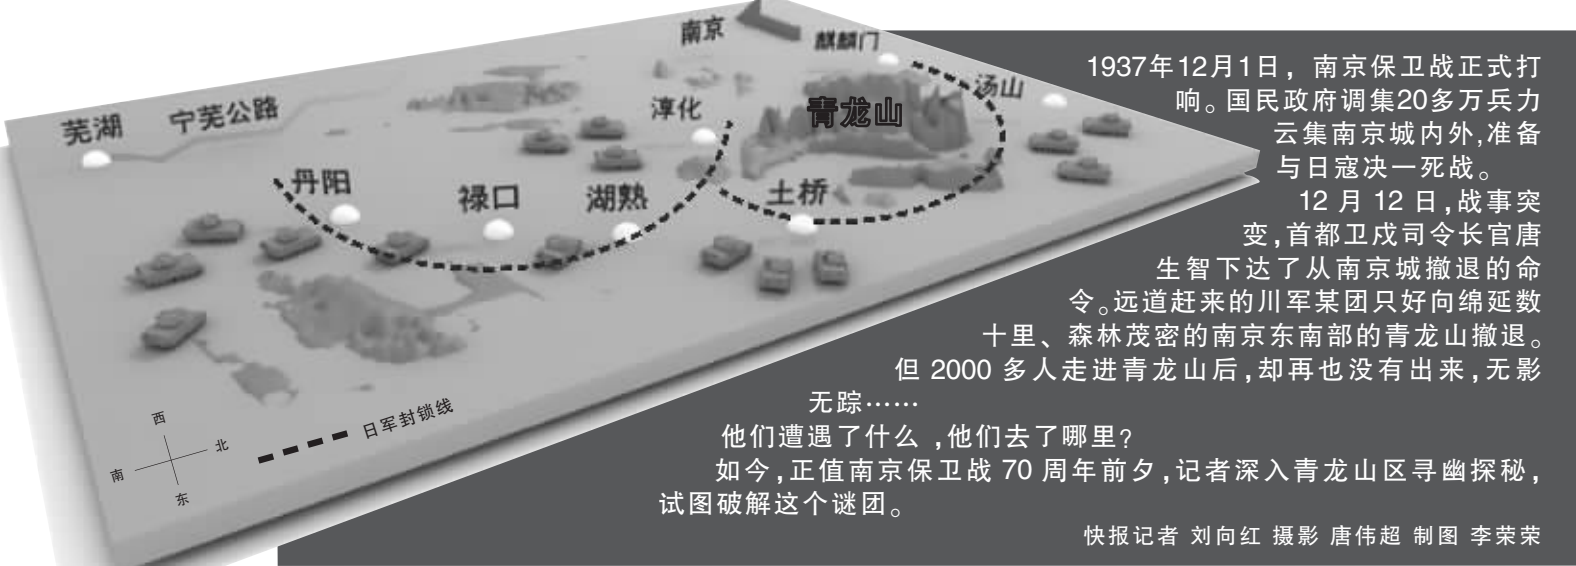 南京
麒麟门
汤山
淳化
青龙山
芜湖
宁芜公路
丹阳
禄口
湖熟
土桥
西
北
南
东
日军封锁线
1937年12月1日，南京保卫战正式打
响。国民政府调集20多万兵力
云集南京城内外,准备
与日寇决一死战。
12 月 12 日,战事突
变,首都卫戍司令长官唐
生智下达了从南京城撤退的命
令。远道赶来的川军某团只好向绵延数
十里、森林茂密的南京东南部的青龙山撤退。
但 2000 多人走进青龙山后,却再也没有出来,无影
无踪……
他们遭遇了什么 ,他们去了哪里?
如今,正值南京保卫战 70 周年前夕,记者深入青龙山区寻幽探秘,
试图破解这个谜团。
快报记者 刘向红 摄影 唐伟超 制图 李荣荣